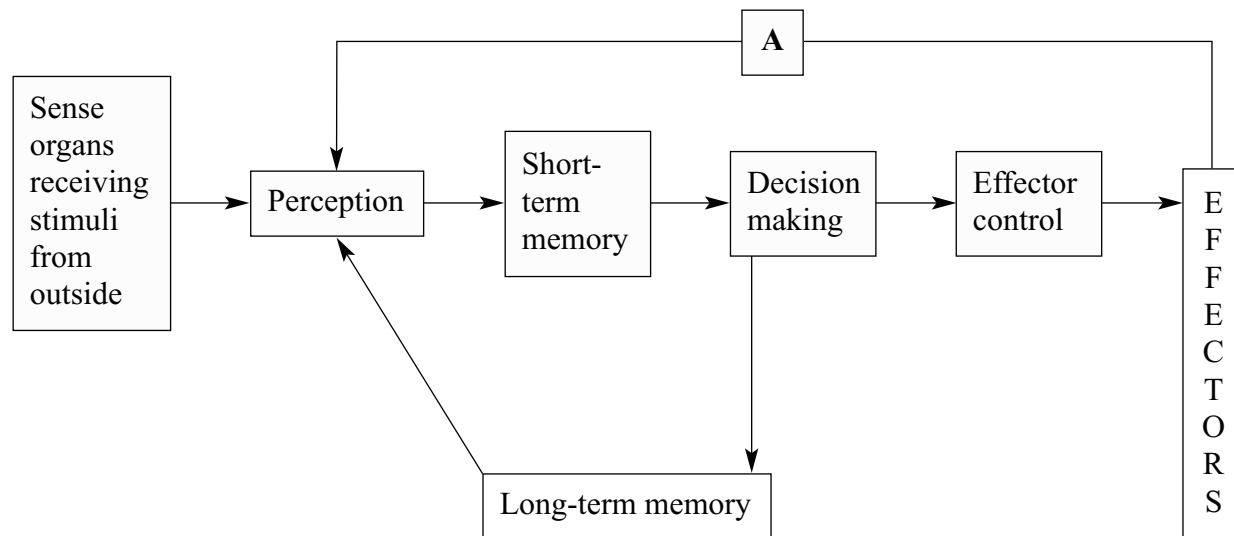 A
Sense
organs
receiving
stimuli
from
outside
Perception
Short-
term
memory
Decision
making
Effector
control
E
F
F
E
C
T
O
R
S
Long-term memory